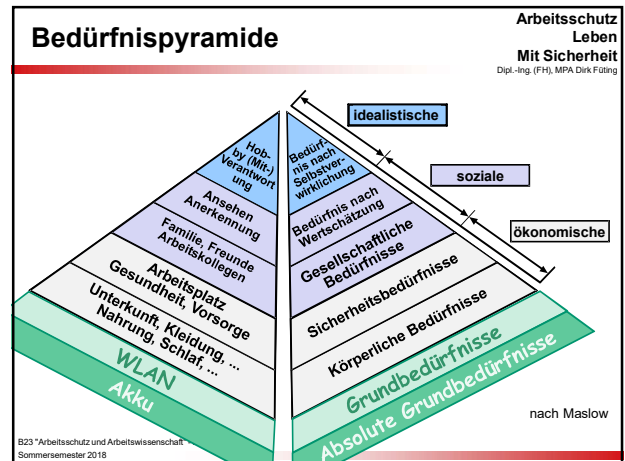 Bedürfnispyramide
Arbeitsschutz
Leben
Mit Sicherheit
Dipl.-Ing. (FH), MPA Dirk Füting
idealistische
soziale
ökonomische
Hob-
by (Mit-)
Verantwort
ung
Ansehen
Anerkennung
Familie, Freunde
Arbeitskollegen
Arbeitsplatz
Gesundheit, Vorsorge
Unterkunft, Kleidung, ...
Nahrung, Schlaf, ...
WLAN
Akku
Bedürf-
nis nach
Selbstver-
wirklichung
Bedürfnis nach
Wertschätzung
Gesellschaftliche
Bedürfnisse
Sicherheitsbedürfnisse
Körperliche Bedürfnisse
Grundbedürfnisse
Absolute Grundbedürfnisse
nach Maslow
B23 "Arbeitsschutz und Arbeitswissenschaft"
Sommersemester 2018